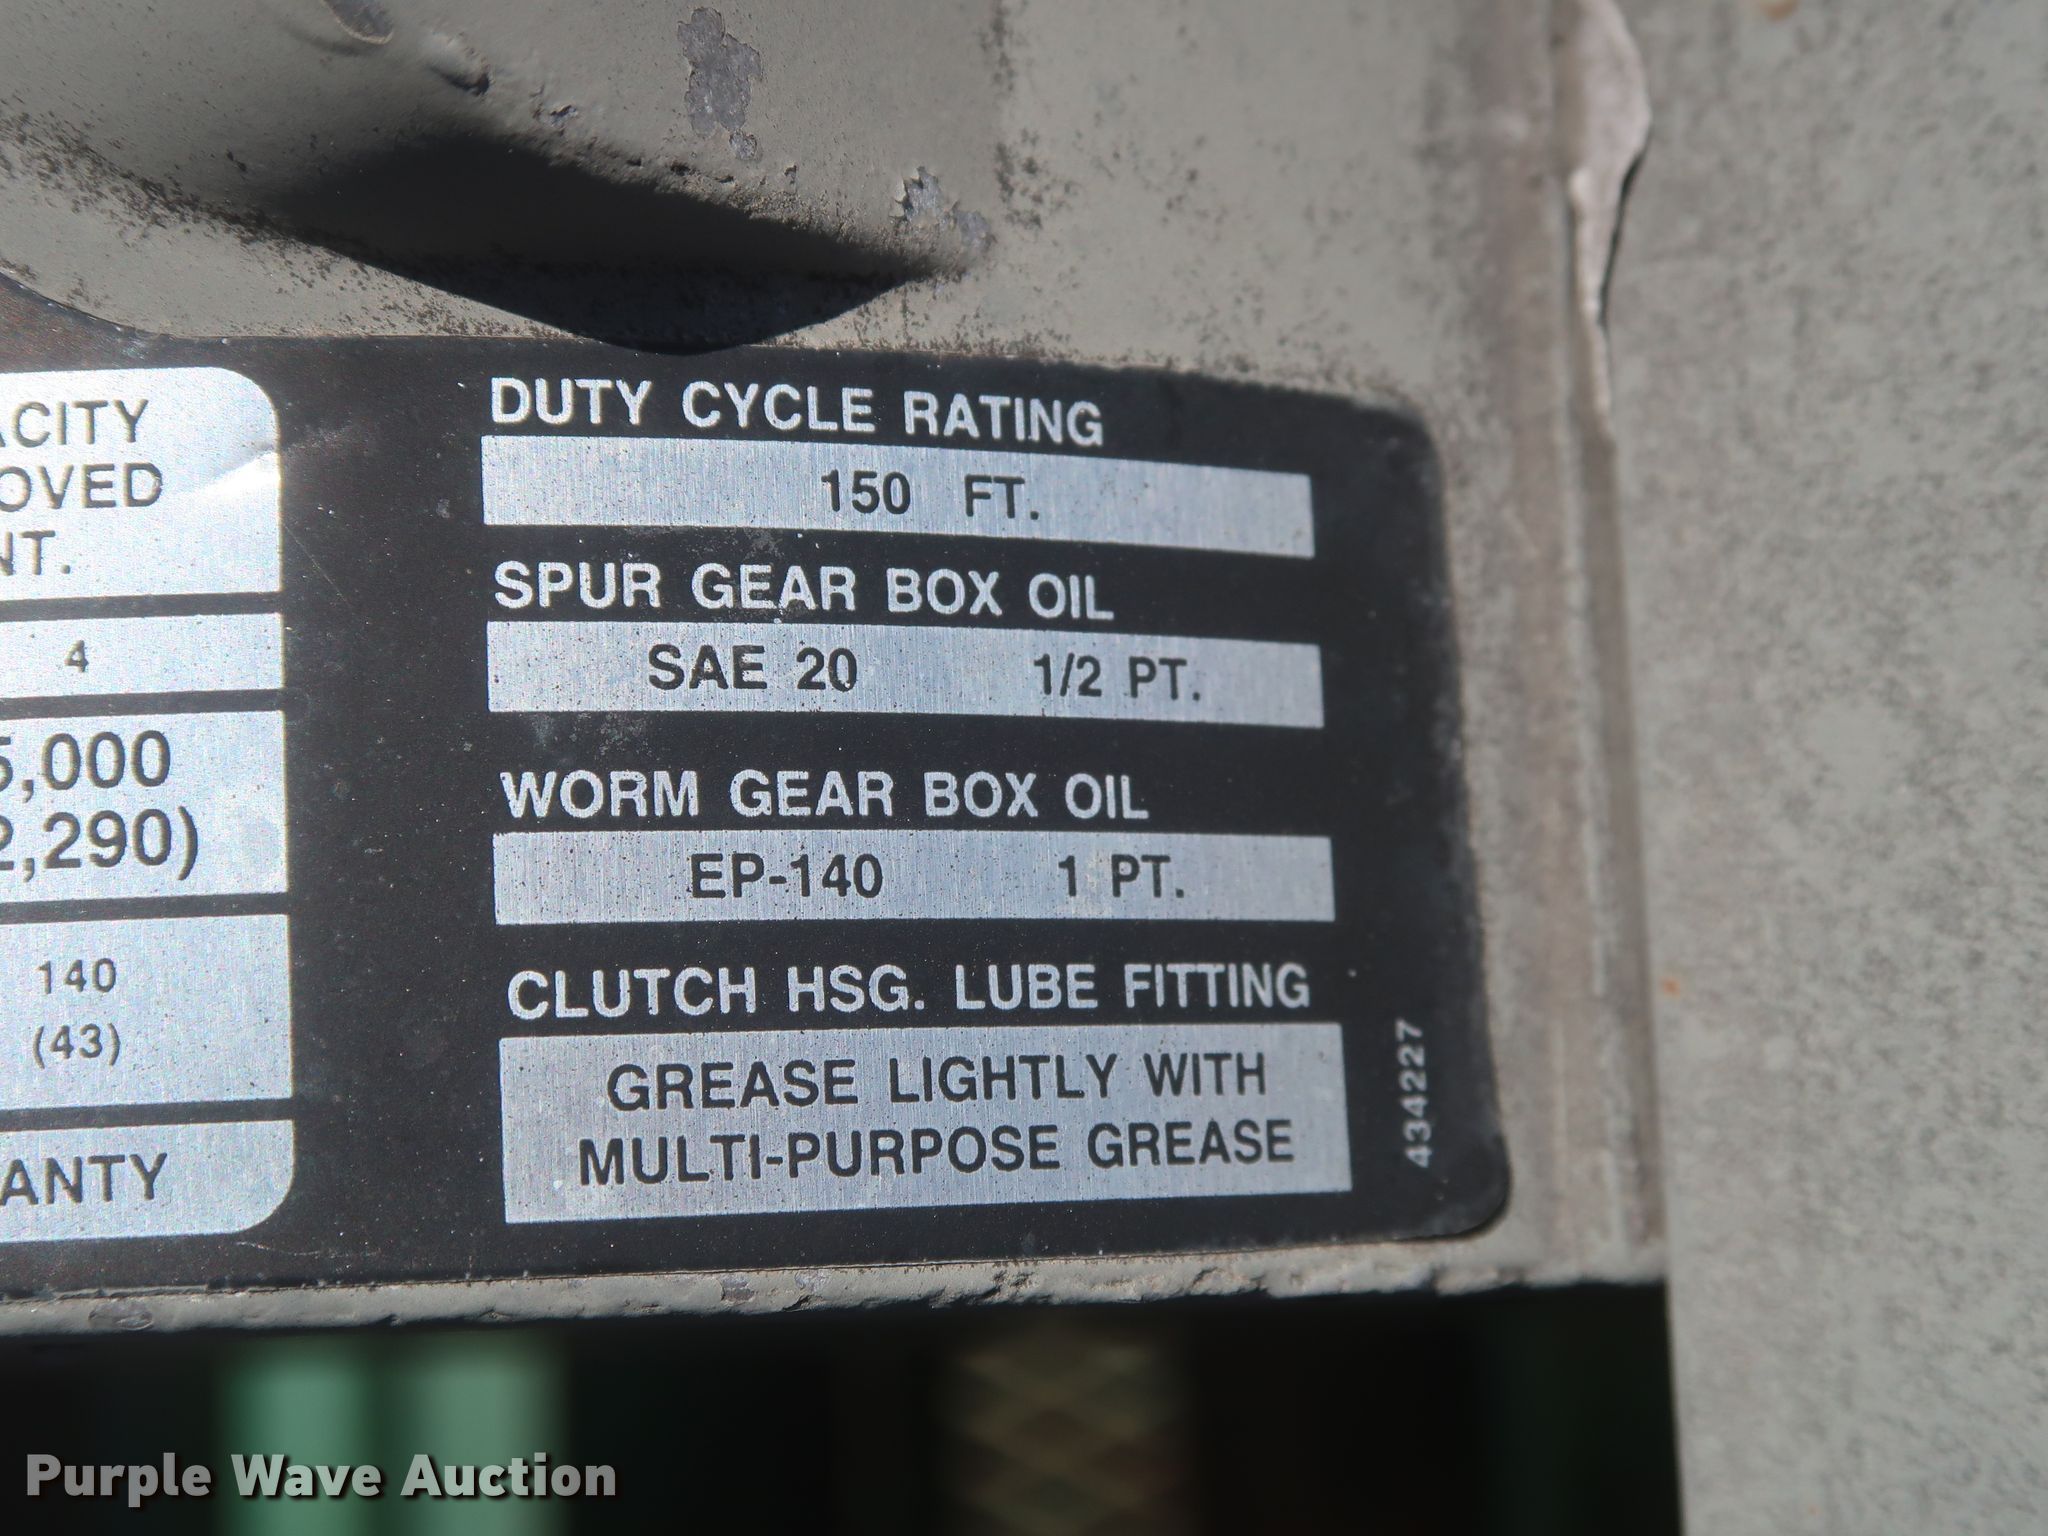 DUTY CYCLE RATING
150 FT.
SPUR GEAR BOX OIL
SAE 20 1/2 PT.
WORM GEAR BOX OIL
EP-140 1 PT.
CLUTCH HSG. LUBE FITTING
GREASE LIGHTLY WITH
MULTI-PURPOSE GREASE
434227
ACITY
OVED
NT.
4
5,000
2,290)
140
(43)
ANTY
Purple Wave Auction